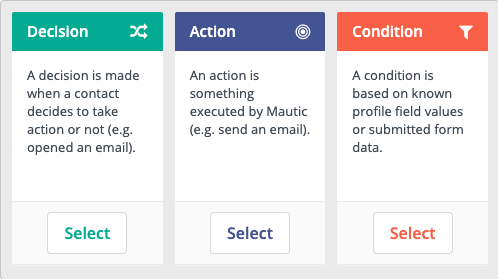 Decision
A decision is made
when a contact
decides to take
action or not (e.g.
opened an email).
Select
Action
An action is
something
executed by Mautic
(e.g. send an email).
Select
Condition
A condition is
based on known
profile field values
or submitted form
data.
Select